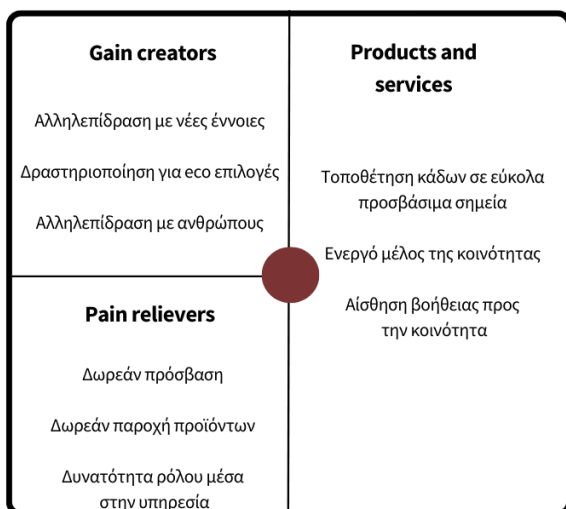 Gain creators
Αλληλεπίδραση με νέες έννοιες
Δραστηριοποίηση για eco επιλογές
Αλληλεπίδραση με ανθρώπους
Pain relievers
Δωρεάν πρόσβαση
Δωρεάν παροχή προϊόντων
Δυνατότητα ρόλου μέσα
στην υπηρεσία
Products and
services
Τοποθέτηση κάδων σε εύκολα
προσβάσιμα σημεία
Ενεργό μέλος της κοινότητας
Αίσθηση βοήθειας προς
την κοινότητα